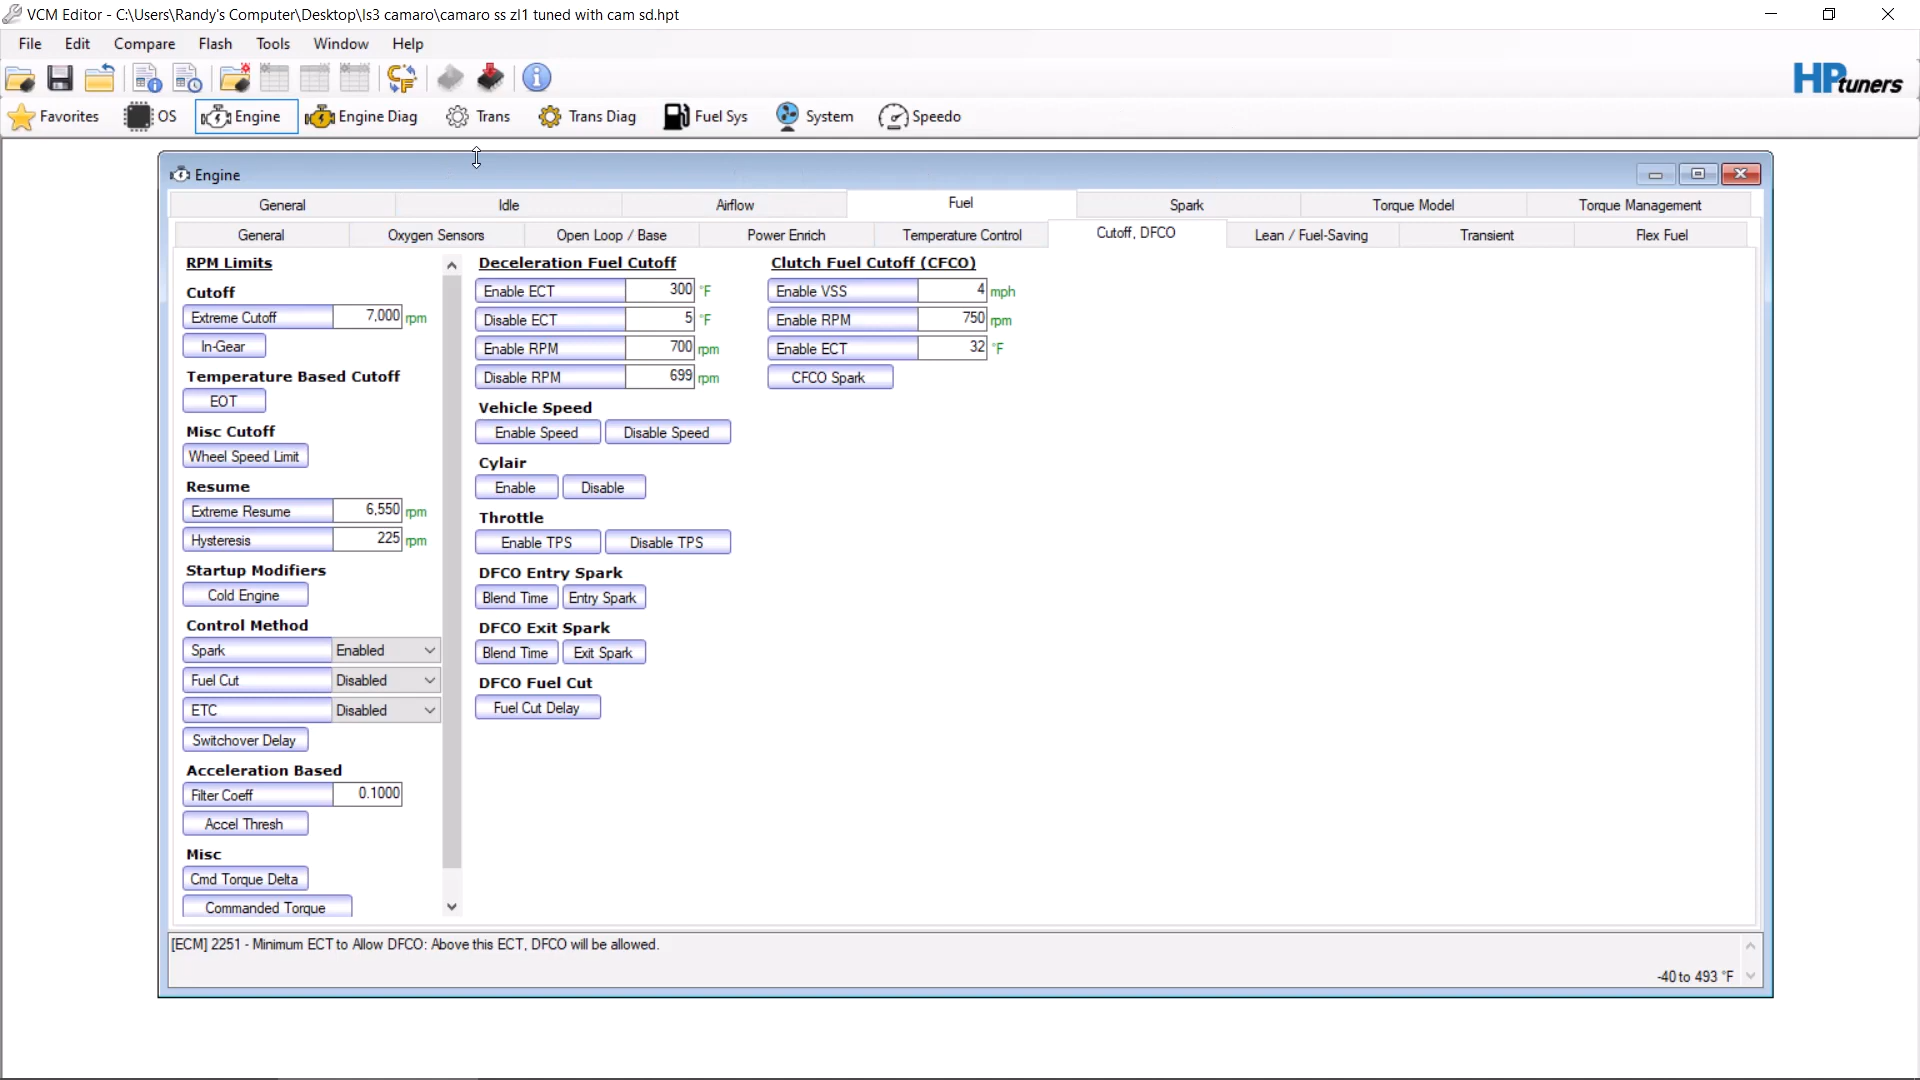 VCM Editor - C:\Users\Randy's Computer\Desktop\ls3 camaro\camaro ss zl1 tuned with cam sd.hpt
File Edit Compare Flash Tools Window Help
HPtuners
Favorites OS Engine Engine Diag Trans Trans Diag Fuel Sys System Speedo
Engine
General Idle Airflow Fuel Spark Torque Model Torque Management
General Oxygen Sensors Open Loop / Base Power Enrich Temperature Control Cutoff, DFCO Lean / Fuel-Saving Transient Flex Fuel
RPM Limits
Cutoff
Extreme Cutoff 7,000 rpm
In-Gear
Temperature Based Cutoff
EOT
Misc Cutoff
Wheel Speed Limit
Resume
Extreme Resume 6,550 rpm
Hysteresis 225 rpm
Startup Modifiers
Cold Engine
Control Method
Spark Enabled
Fuel Cut Disabled
ETC Disabled
Switchover Delay
Acceleration Based
Filter Coeff 0.1000
Accel Thresh
Misc
Cmd Torque Delta
Commanded Torque
Deceleration Fuel Cutoff
Enable ECT 300 °F
Disable ECT 5 °F
Enable RPM 700 rpm
Disable RPM 699 rpm
Vehicle Speed
Enable Speed Disable Speed
Cylair
Enable Disable
Throttle
Enable TPS Disable TPS
DFCO Entry Spark
Blend Time Entry Spark
DFCO Exit Spark
Blend Time Exit Spark
DFCO Fuel Cut
Fuel Cut Delay
Clutch Fuel Cutoff (CFCO)
Enable VSS 4 mph
Enable RPM 750 rpm
Enable ECT 32 °F
CFCO Spark
[ECM] 2251 - Minimum ECT to Allow DFCO: Above this ECT, DFCO will be allowed.
-40 to 493 °F